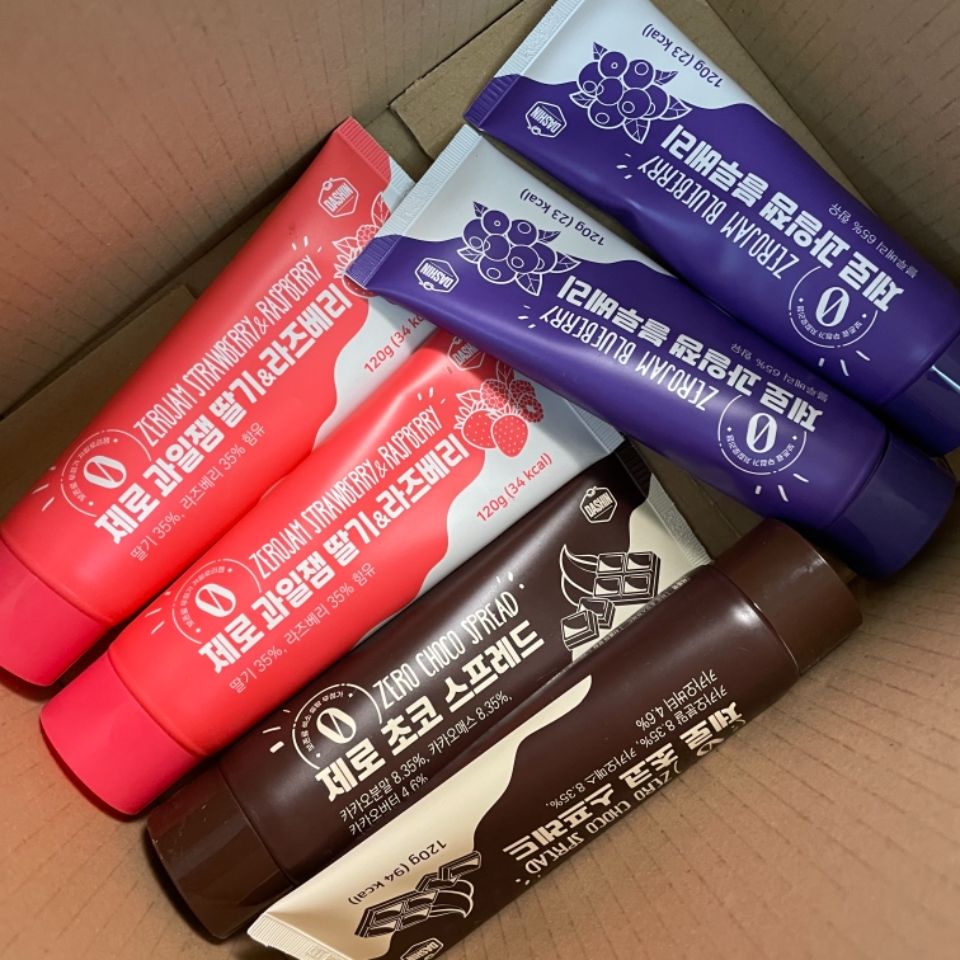 DASHIN
ZEROJAM STRAWBERRY&RASPBERRY
제로 과일잼 딸기&라즈베리
딸기 35%, 라즈베리 35% 함유
120g (34 kc
DASHIN
ZEROJAM STRAWBERRY&RASPBERRY
제로 과일잼 딸기&라즈베리
딸기 35%, 라즈베리 35% 함유
120g (34 kcal)
DASHIN
120g (23 kcal)
ZEROJAM BLUEBERRY
제로 과일잼 블루베리
블루베리 65% 함유
DASHIN
120g (23 kcal)
ZEROJAM BLUEBERRY
제로 과일잼 블루베리
블루베리 65% 함유
DASHIN
ZERO CHOCO SPREAD
제로 초코 스프레드
카카오분말 8.35%, 카카오매스 8.35%,
카카오버터 4.6%
DASHIN
120g (94 kcal)
ZERO CHOCO SPREAD
제로 초코 스프레드
카카오분말 8.35%, 카카오매스 8.35%,
카카오버터 4.6%